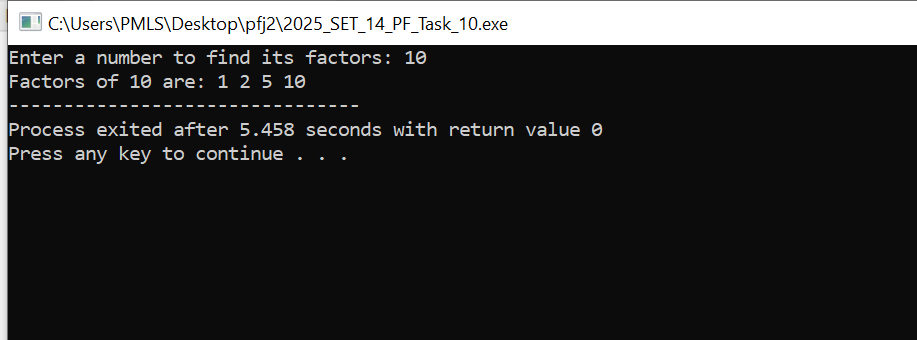 C:\Users\PMLS\Desktop\pfj2\2025_SET_14_PF_Task_10.exe
Enter a number to find its factors: 10
Factors of 10 are: 1 2 5 10
--------------------------------
Process exited after 5.458 seconds with return value 0
Press any key to continue . . .